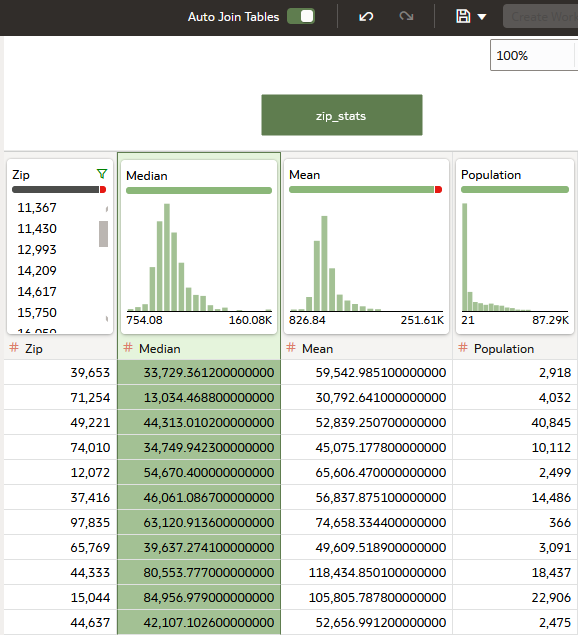 Auto Join Tables
Create Work
100%
zip_stats
Zip
11,367
11,430
12,993
14,209
14,617
15,750
16,050
Median
754.08 160.08K
Mean
826.84 251.61K
Population
21 87.29K
# Zip # Median # Mean # Population
39,653 33,729.361200000000 59,542.985100000000 2,918
71,254 13,034.468800000000 30,792.641000000000 4,032
49,221 44,313.010200000000 52,839.250700000000 40,845
74,010 34,749.942300000000 45,075.177800000000 10,112
12,072 54,670.400000000000 65,606.470000000000 2,499
37,416 46,061.086700000000 56,837.875100000000 14,486
97,835 63,120.913600000000 74,658.334400000000 366
65,769 39,637.274100000000 49,609.518900000000 3,091
44,333 80,553.777000000000 118,434.850100000000 18,437
15,044 84,956.979000000000 105,805.787800000000 22,906
44,637 42,107.102600000000 52,656.991200000000 2,475